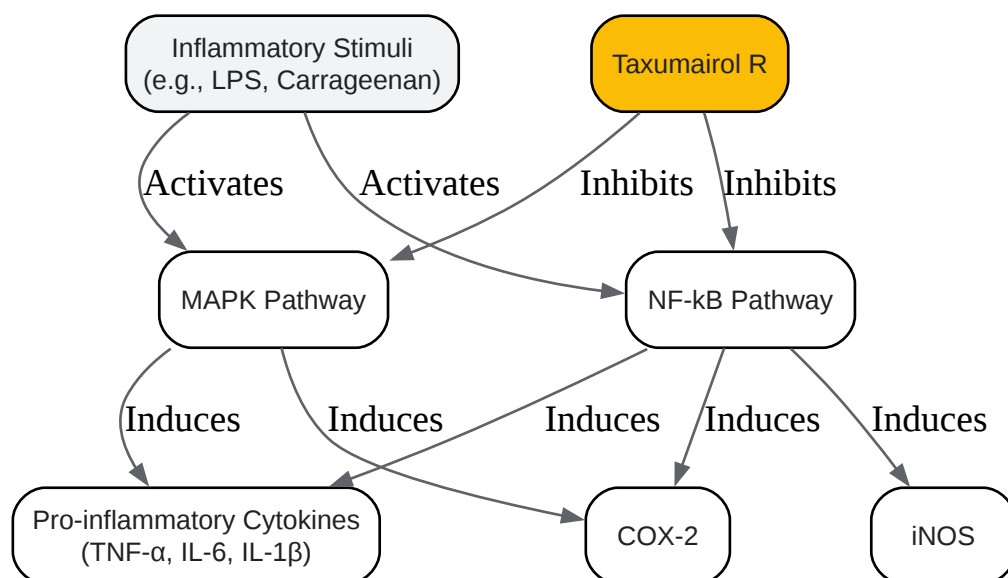 Inflammatory Stimuli
(e.g., LPS, Carrageenan)
Taxumairol R
Activates
Activates
Inhibits
Inhibits
MAPK Pathway
NF-kB Pathway
Induces
Induces
Induces
Induces
Induces
Pro-inflammatory Cytokines
(TNF-α, IL-6, IL-1β)
COX-2
iNOS